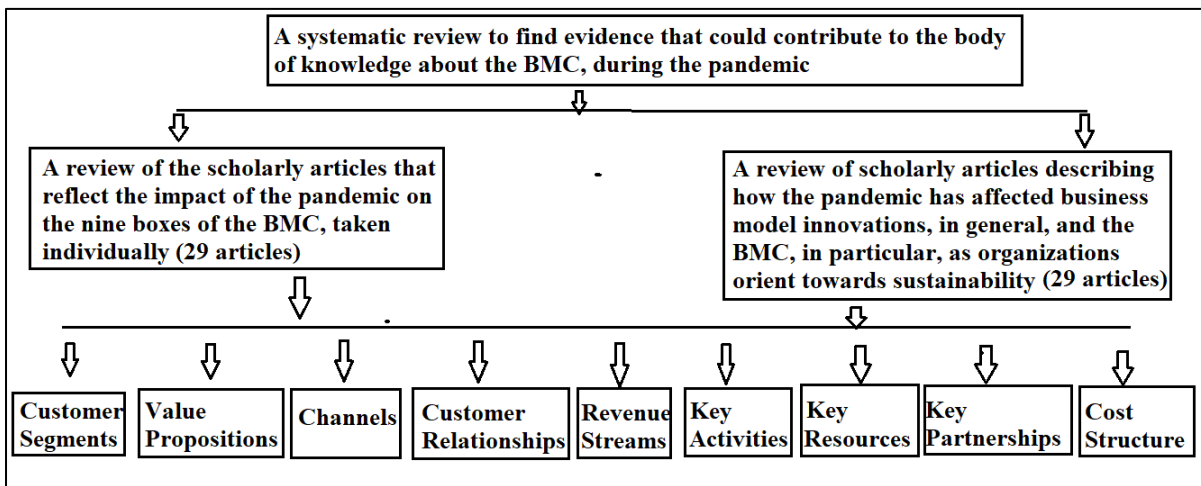 A systematic review to find evidence that could contribute to the body
of knowledge about the BMC, during the pandemic
A review of the scholarly articles that
reflect the impact of the pandemic on
the nine boxes of the BMC, taken
individually (29 articles)
A review of scholarly articles describing
how the pandemic has affected business
model innovations, in general, and the
BMC, in particular, as organizations
orient towards sustainability (29 articles)
Customer
Segments
Value
Propositions
Channels
Customer
Relationships
Revenue
Streams
Key
Activities
Key
Resources
Key
Partnerships
Cost
Structure